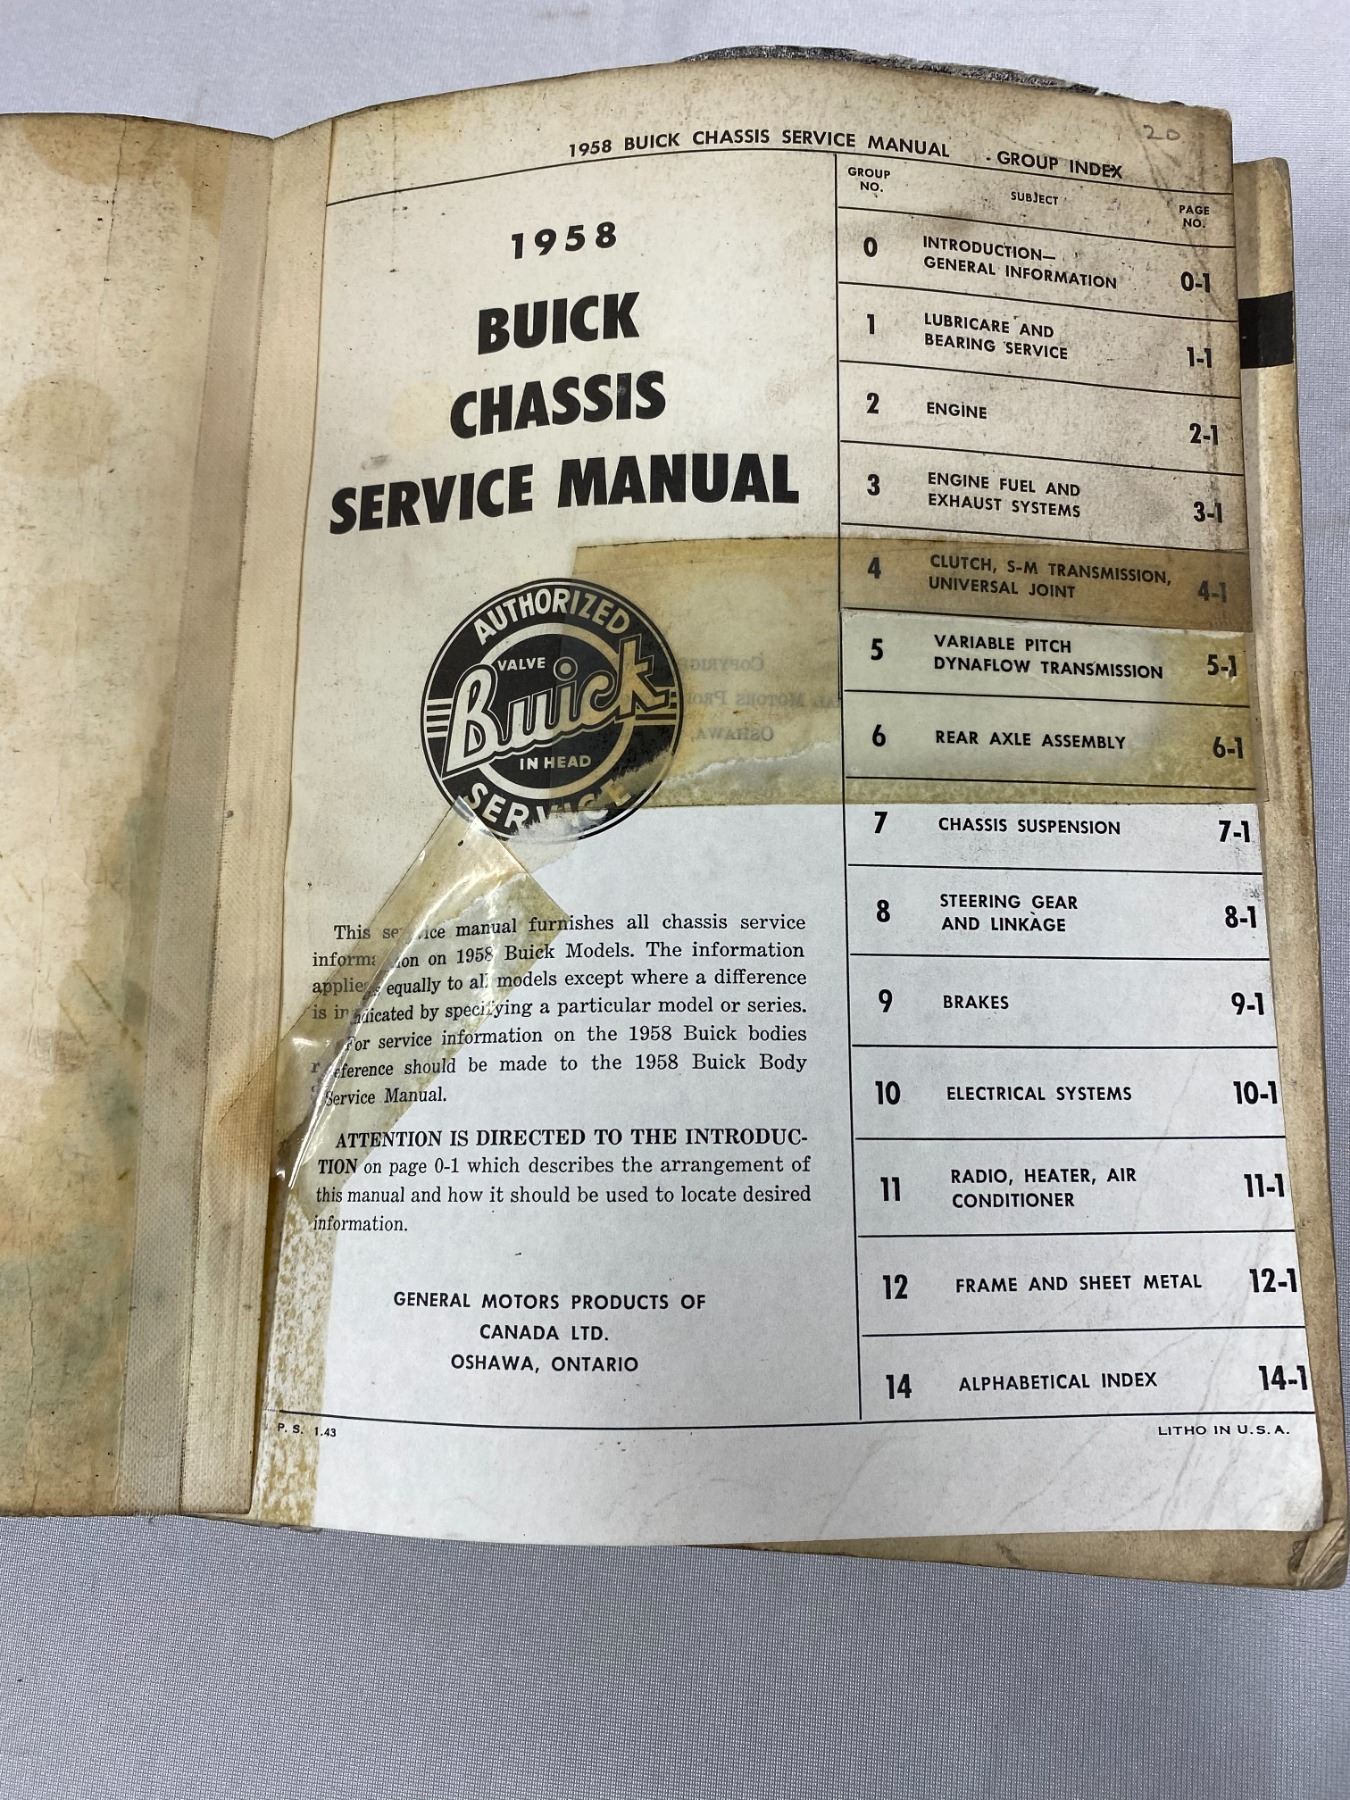 1958 BUICK CHASSIS SERVICE MANUAL - GROUP INDEX
20
1958
BUICK
CHASSIS
SERVICE MANUAL
AUTHORIZED
VALVE
Buick
IN HEAD
SERVICE
This service manual furnishes all chassis service
information on 1958 Buick Models. The information
applies equally to all models except where a difference
is indicated by specifying a particular model or series.
For service information on the 1958 Buick bodies
reference should be made to the 1958 Buick Body
Service Manual.
ATTENTION IS DIRECTED TO THE INTRODUC-
TION on page 0-1 which describes the arrangement of
this manual and how it should be used to locate desired
information.
GENERAL MOTORS PRODUCTS OF
CANADA LTD.
OSHAWA, ONTARIO
P. S. 1.43
GROUP NO. SUBJECT PAGE NO.
0 INTRODUCTION—
GENERAL INFORMATION 0-1
1 LUBRICARE AND
BEARING SERVICE 1-1
2 ENGINE 2-1
3 ENGINE FUEL AND
EXHAUST SYSTEMS 3-1
4 CLUTCH, S-M TRANSMISSION,
UNIVERSAL JOINT 4-1
5 VARIABLE PITCH
DYNAFLOW TRANSMISSION 5-1
6 REAR AXLE ASSEMBLY 6-1
7 CHASSIS SUSPENSION 7-1
8 STEERING GEAR
AND LINKAGE 8-1
9 BRAKES 9-1
10 ELECTRICAL SYSTEMS 10-1
11 RADIO, HEATER, AIR
CONDITIONER 11-1
12 FRAME AND SHEET METAL 12-1
14 ALPHABETICAL INDEX 14-1
LITHO IN U.S.A.